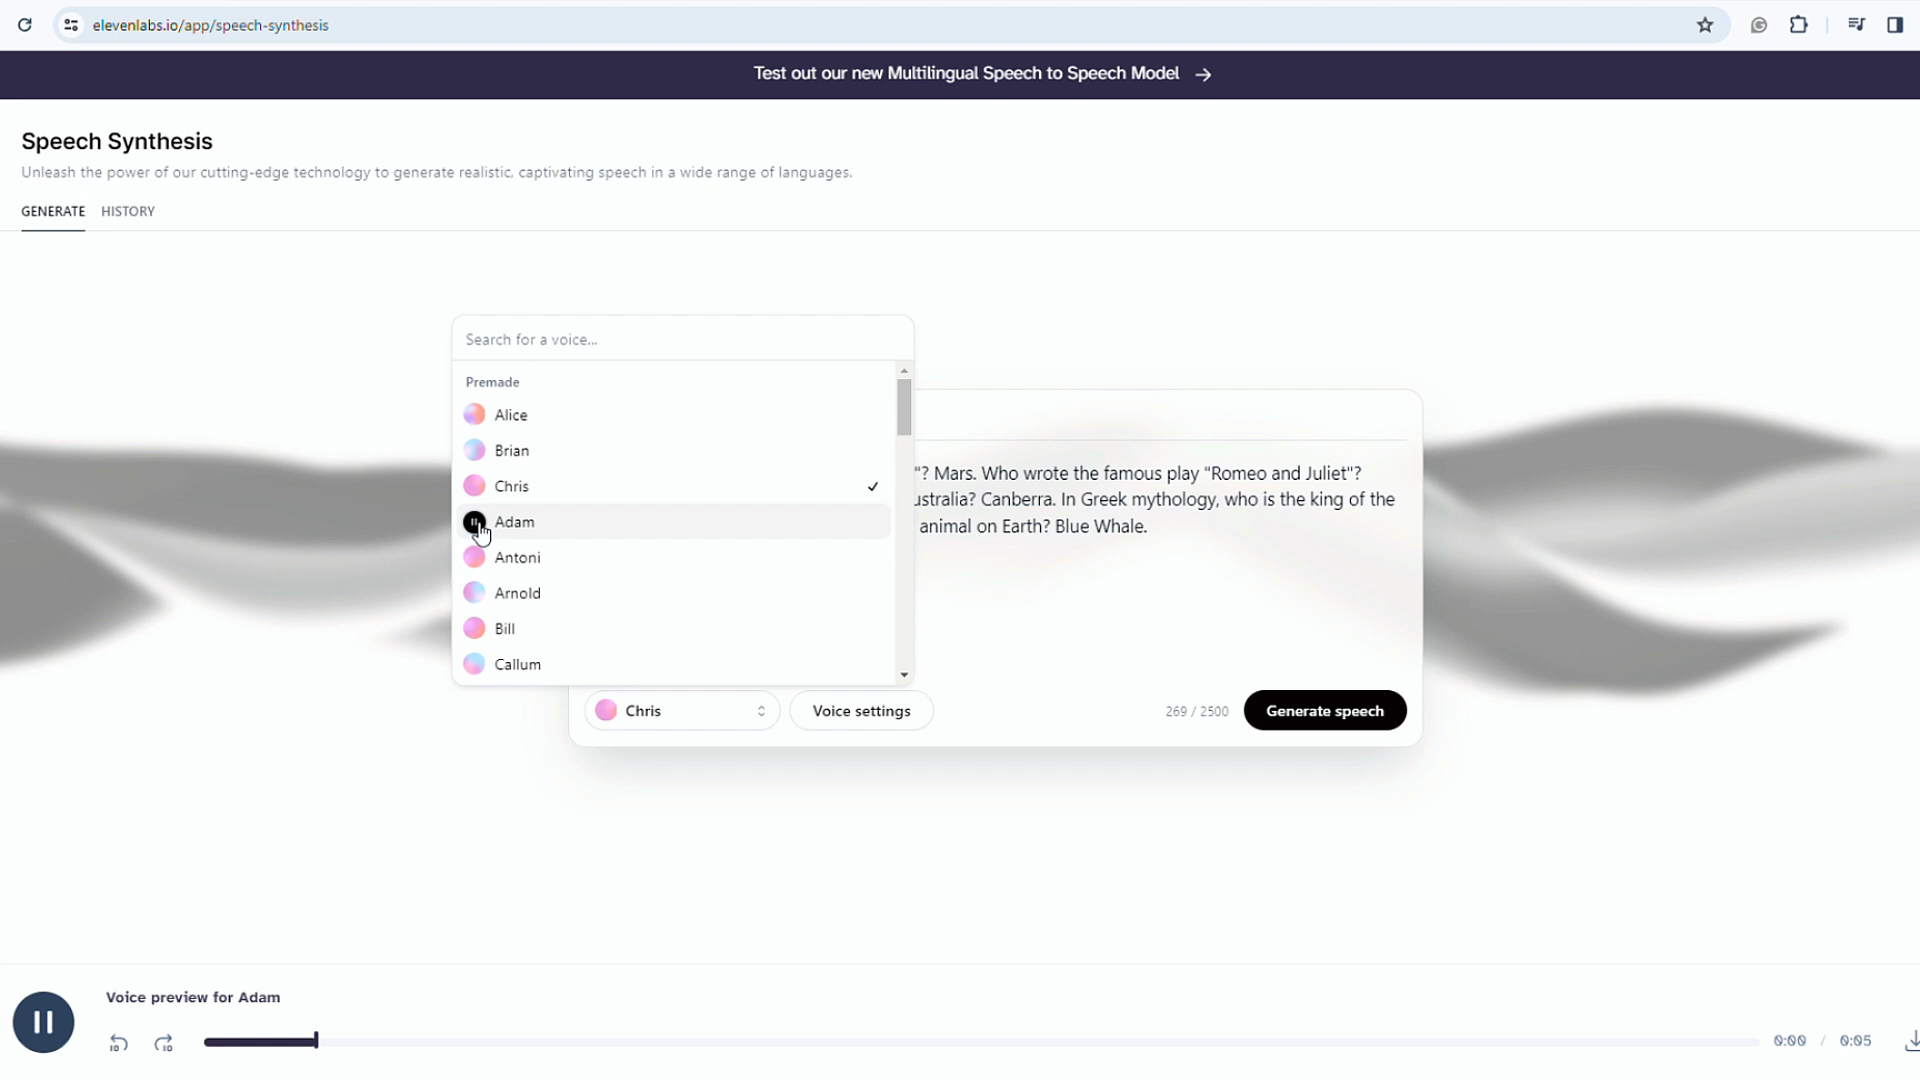 elevenlabs.io/app/speech-synthesis
Test out our new Multilingual Speech to Speech Model →
Speech Synthesis
Unleash the power of our cutting-edge technology to generate realistic, captivating speech in a wide range of languages.
GENERATE HISTORY
Search for a voice...
Premade
Alice
Brian
Chris
Adam
Antoni
Arnold
Bill
Callum
"? Mars. Who wrote the famous play "Romeo and Juliet"?
ustralia? Canberra. In Greek mythology, who is the king of the
animal on Earth? Blue Whale.
Chris
Voice settings
269 / 2500
Generate speech
Voice preview for Adam
10 10
0:00 / 0:05